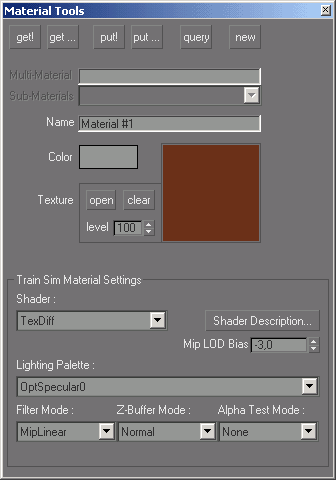 Material Tools
get! get ... put! put ... query new
Multi-Material
Sub-Materials
Name Material #1
Color
Texture open clear
level 100
Train Sim Material Settings
Shader :
TexDiff Shader Description...
Mip LOD Bias -3,0
Lighting Palette :
OptSpecular0
Filter Mode : Z-Buffer Mode : Alpha Test Mode :
MipLinear Normal None